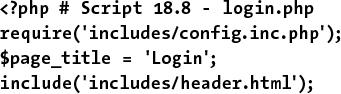 <?php # Script 18.8 - login.php
require('includes/config.inc.php');
$page_title = 'Login';
include('includes/header.html');